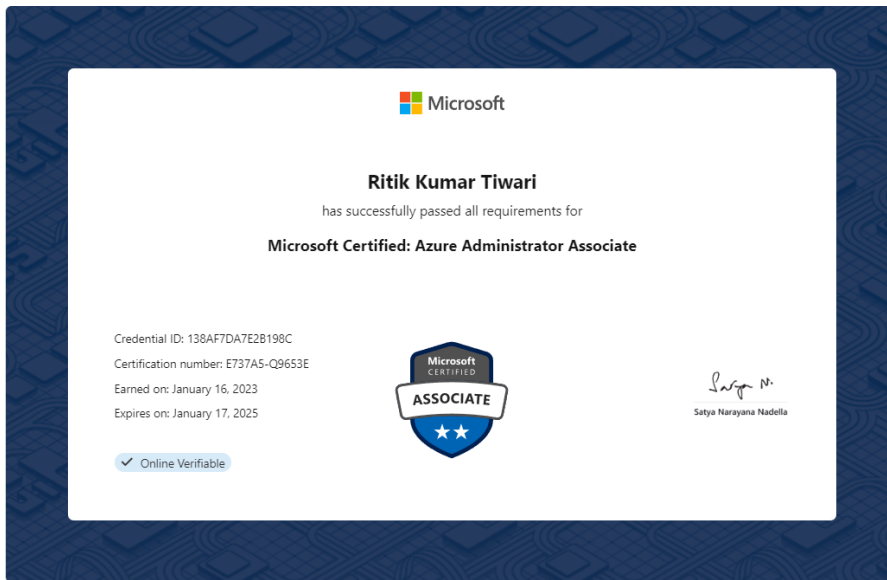 Microsoft
Ritik Kumar Tiwari
has successfully passed all requirements for
Microsoft Certified: Azure Administrator Associate
Credential ID: 138AF7DA7E2B198C
Certification number: E737A5-Q9653E
Earned on: January 16, 2023
Expires on: January 17, 2025
Online Verifiable
Microsoft
CERTIFIED
ASSOCIATE
Satya N.
Satya Narayana Nadella